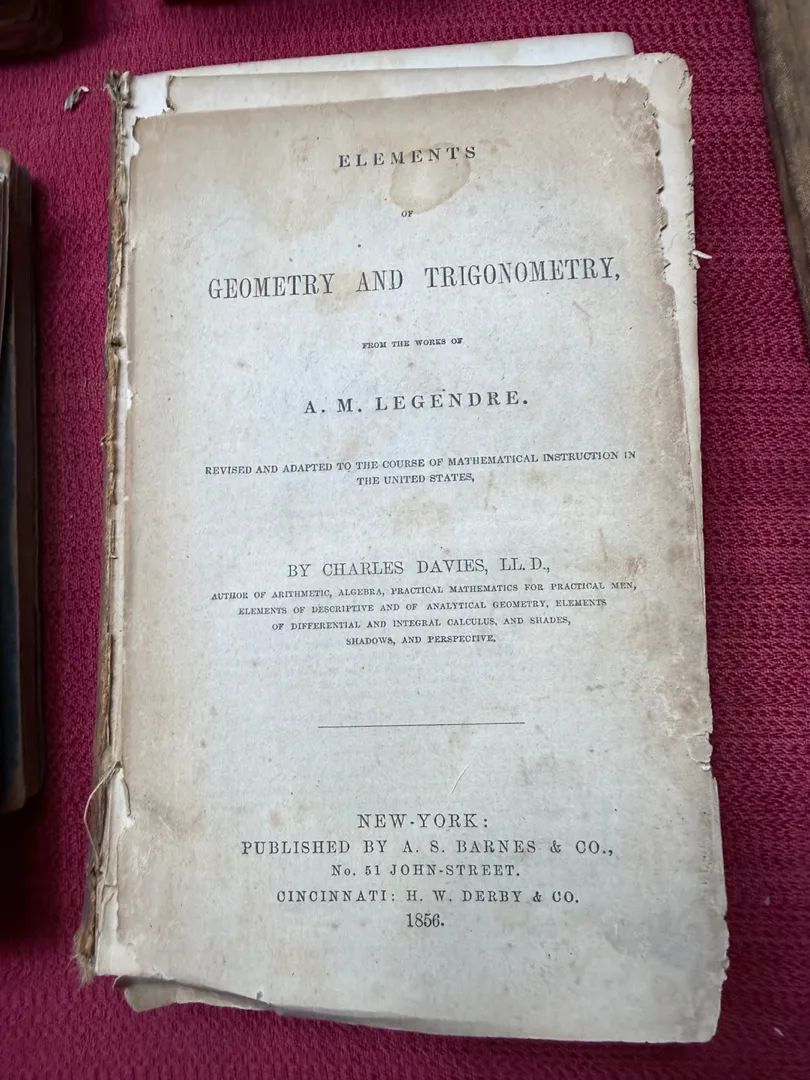 ELEMENTS
OF
GEOMETRY AND TRIGONOMETRY,
FROM THE WORKS OF
A. M. LEGENDRE.
REVISED AND ADAPTED TO THE COURSE OF MATHEMATICAL INSTRUCTION IN
THE UNITED STATES,
BY CHARLES DAVIES, LL. D.,
AUTHOR OF ARITHMETIC, ALGEBRA, PRACTICAL MATHEMATICS FOR PRACTICAL MEN,
ELEMENTS OF DESCRIPTIVE AND OF ANALYTICAL GEOMETRY, ELEMENTS
OF DIFFERENTIAL AND INTEGRAL CALCULUS, AND SHADES,
SHADOWS, AND PERSPECTIVE.
NEW-YORK:
PUBLISHED BY A. S. BARNES & CO.,
No. 51 JOHN-STREET.
CINCINNATI: H. W. DERBY & CO.
1856.